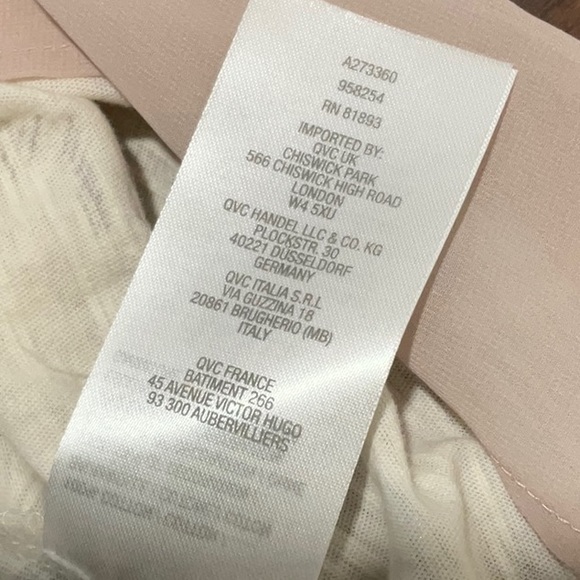 A273360
958254
RN 81893
IMPORTED BY:
QVC UK
CHISWICK PARK
566 CHISWICK HIGH ROAD
LONDON
W4 5XU
QVC HANDEL LLC & CO. KG
PLOCKSTR. 30
40221 DÜSSELDORF
GERMANY
QVC ITALIA S.R.L
VIA GUZZINA 18
20861 BRUGHERIO (MB)
ITALY
QVC FRANCE
BATIMENT 266
45 AVENUE VICTOR HUGO
93 300 AUBERVILLIERS